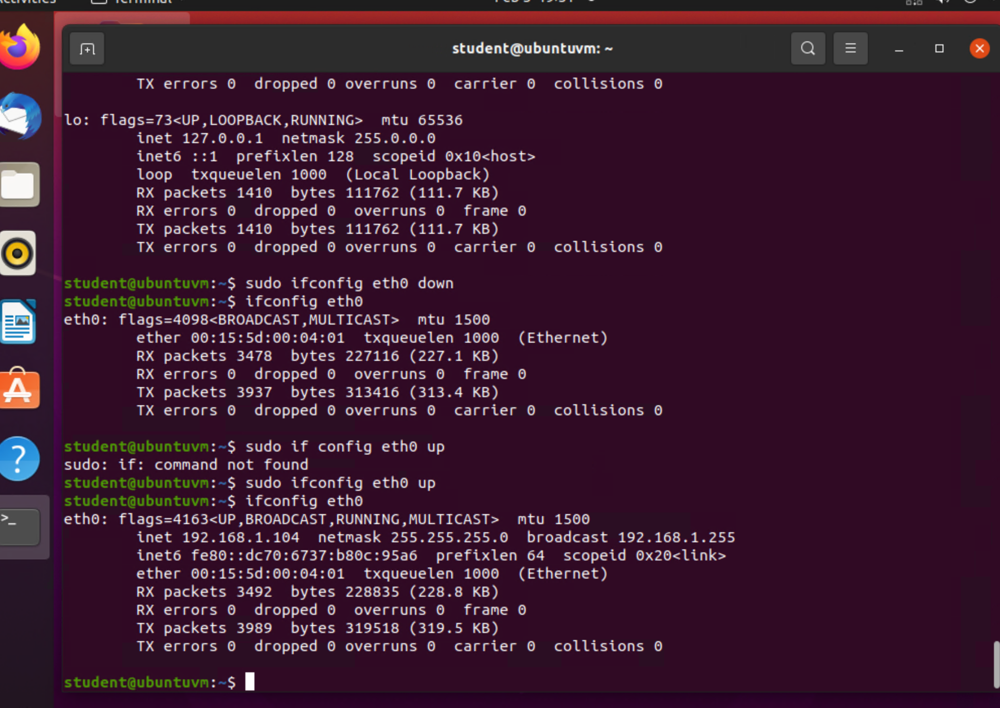 Activities Terminal Feb 3 19:31
student@ubuntuvm: ~
TX errors 0  dropped 0 overruns 0  carrier 0  collisions 0
lo: flags=73<UP,LOOPBACK,RUNNING>  mtu 65536
inet 127.0.0.1  netmask 255.0.0.0
inet6 ::1  prefixlen 128  scopeid 0x10<host>
loop  txqueuelen 1000  (Local Loopback)
RX packets 1410  bytes 111762 (111.7 KB)
RX errors 0  dropped 0  overruns 0  frame 0
TX packets 1410  bytes 111762 (111.7 KB)
TX errors 0  dropped 0 overruns 0  carrier 0  collisions 0
student@ubuntuvm:~$ sudo ifconfig eth0 down
student@ubuntuvm:~$ ifconfig eth0
eth0: flags=4098<BROADCAST,MULTICAST>  mtu 1500
ether 00:15:5d:00:04:01  txqueuelen 1000  (Ethernet)
RX packets 3478  bytes 227116 (227.1 KB)
RX errors 0  dropped 0  overruns 0  frame 0
TX packets 3937  bytes 313416 (313.4 KB)
TX errors 0  dropped 0 overruns 0  carrier 0  collisions 0
student@ubuntuvm:~$ sudo if config eth0 up
sudo: if: command not found
student@ubuntuvm:~$ sudo ifconfig eth0 up
student@ubuntuvm:~$ ifconfig eth0
eth0: flags=4163<UP,BROADCAST,RUNNING,MULTICAST>  mtu 1500
inet 192.168.1.104  netmask 255.255.255.0  broadcast 192.168.1.255
inet6 fe80::dc70:6737:b80c:95a6  prefixlen 64  scopeid 0x20<link>
ether 00:15:5d:00:04:01  txqueuelen 1000  (Ethernet)
RX packets 3492  bytes 228835 (228.8 KB)
RX errors 0  dropped 0  overruns 0  frame 0
TX packets 3989  bytes 319518 (319.5 KB)
TX errors 0  dropped 0 overruns 0  carrier 0  collisions 0
student@ubuntuvm:~$